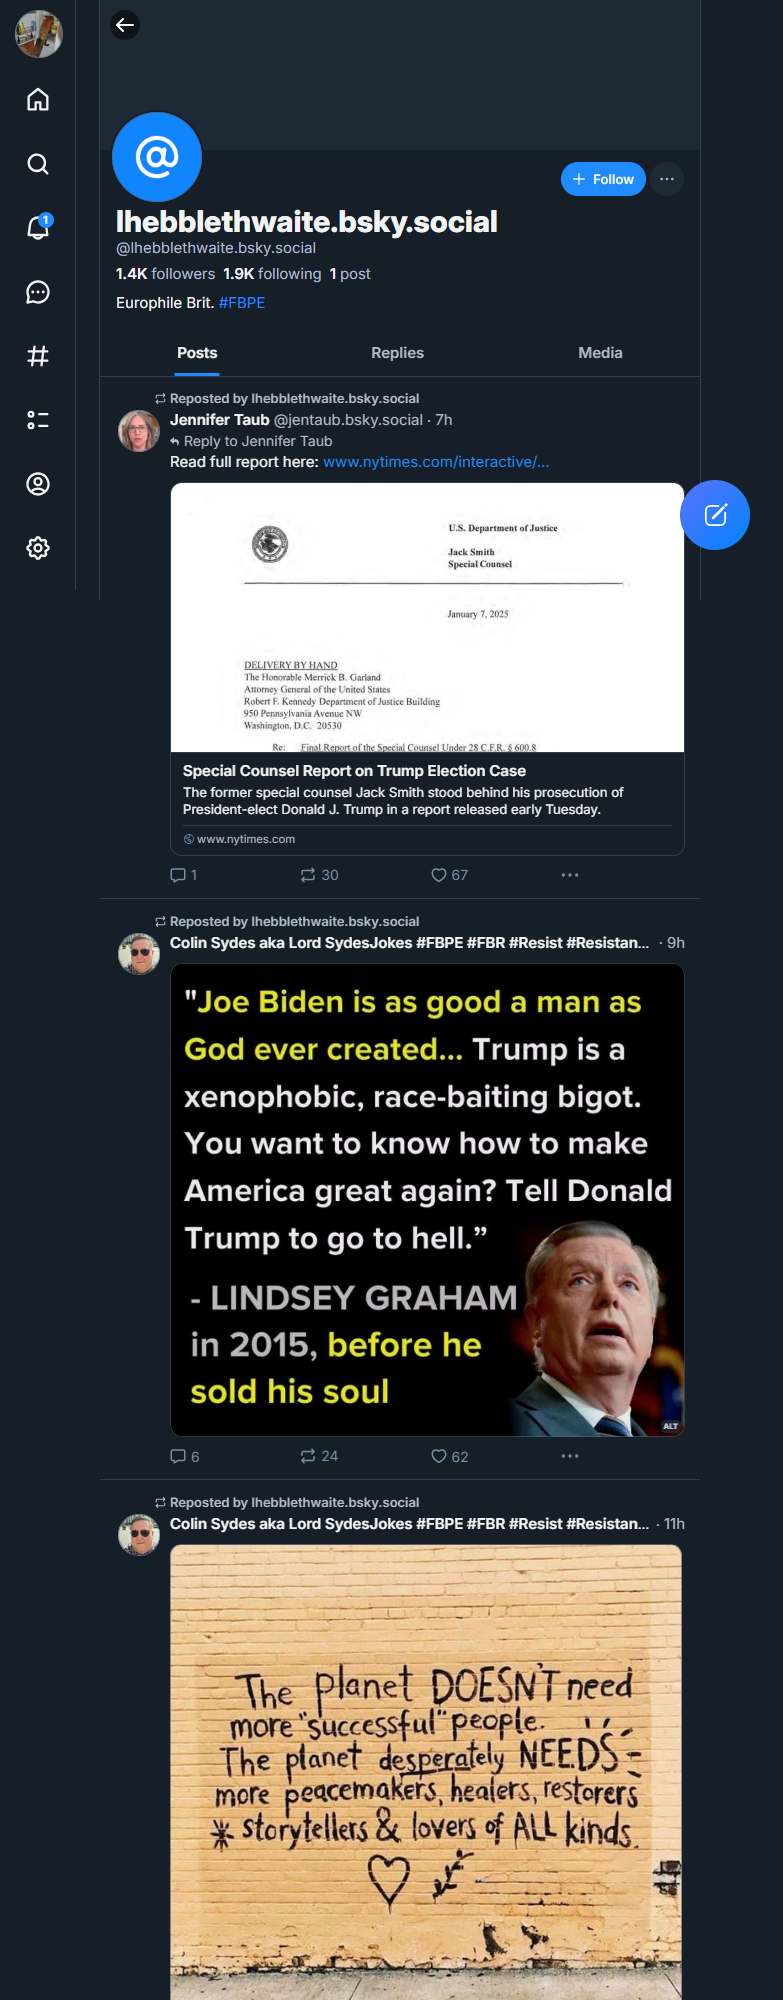 1
@
+ Follow
lhebblethwaite.bsky.social
@lhebblethwaite.bsky.social
1.4K followers 1.9K following 1 post
Europhile Brit. #FBPE
Posts Replies Media
Reposted by lhebblethwaite.bsky.social
Jennifer Taub @jentaub.bsky.social · 7h
Reply to Jennifer Taub
Read full report here: www.nytimes.com/interactive/...
U.S. Department of Justice
Jack Smith
Special Counsel
January 7, 2025
DELIVERY BY HAND
The Honorable Merrick B. Garland
Attorney General of the United States
Robert F. Kennedy Department of Justice Building
950 Pennsylvania Avenue NW
Washington, D.C. 20530
Re: Final Report of the Special Counsel Under 28 C.F.R. § 600.8
Special Counsel Report on Trump Election Case
The former special counsel Jack Smith stood behind his prosecution of
President-elect Donald J. Trump in a report released early Tuesday.
www.nytimes.com
1 30 67
Reposted by lhebblethwaite.bsky.social
Colin Sydes aka Lord SydesJokes #FBPE #FBR #Resist #Resistan... · 9h
"Joe Biden is as good a man as
God ever created... Trump is a
xenophobic, race-baiting bigot.
You want to know how to make
America great again? Tell Donald
Trump to go to hell.”
- LINDSEY GRAHAM
in 2015, before he
sold his soul
ALT
6 24 62
Reposted by lhebblethwaite.bsky.social
Colin Sydes aka Lord SydesJokes #FBPE #FBR #Resist #Resistan... · 11h
The planet DOESN'T need
more "successful" people.
The planet desperately NEEDS
more peacemakers, healers, restorers
storytellers & lovers of ALL kinds.